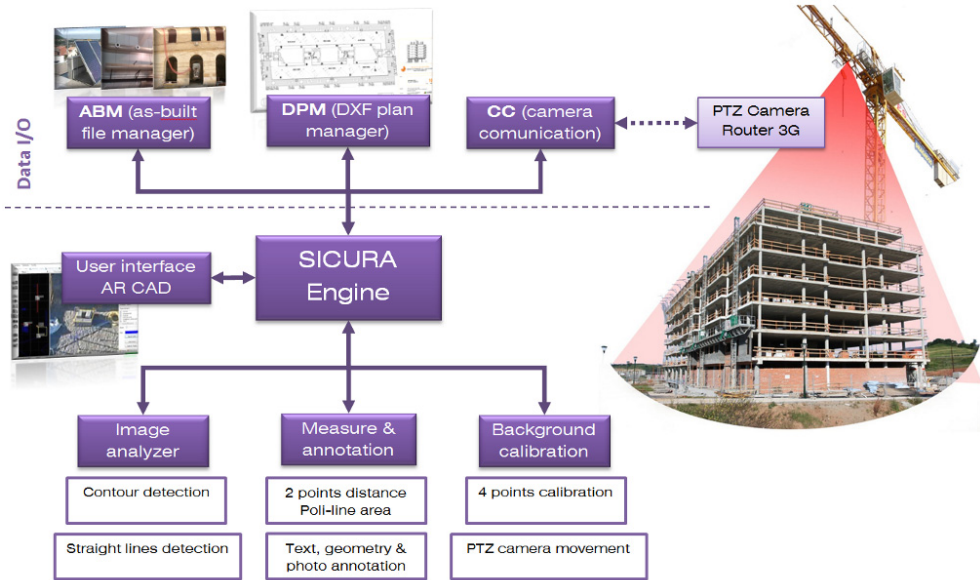 Data I/O
ABM (as-built
file manager)
DPM (DXF plan
manager)
CC (camera
comunication)
PTZ Camera
Router 3G
User interface
AR CAD
SICURA
Engine
Image
analyzer
Measure &
annotation
Background
calibration
Contour detection
2 points distance
Poli-line area
4 points calibration
Straight lines detection
Text, geometry &
photo annotation
PTZ camera movement